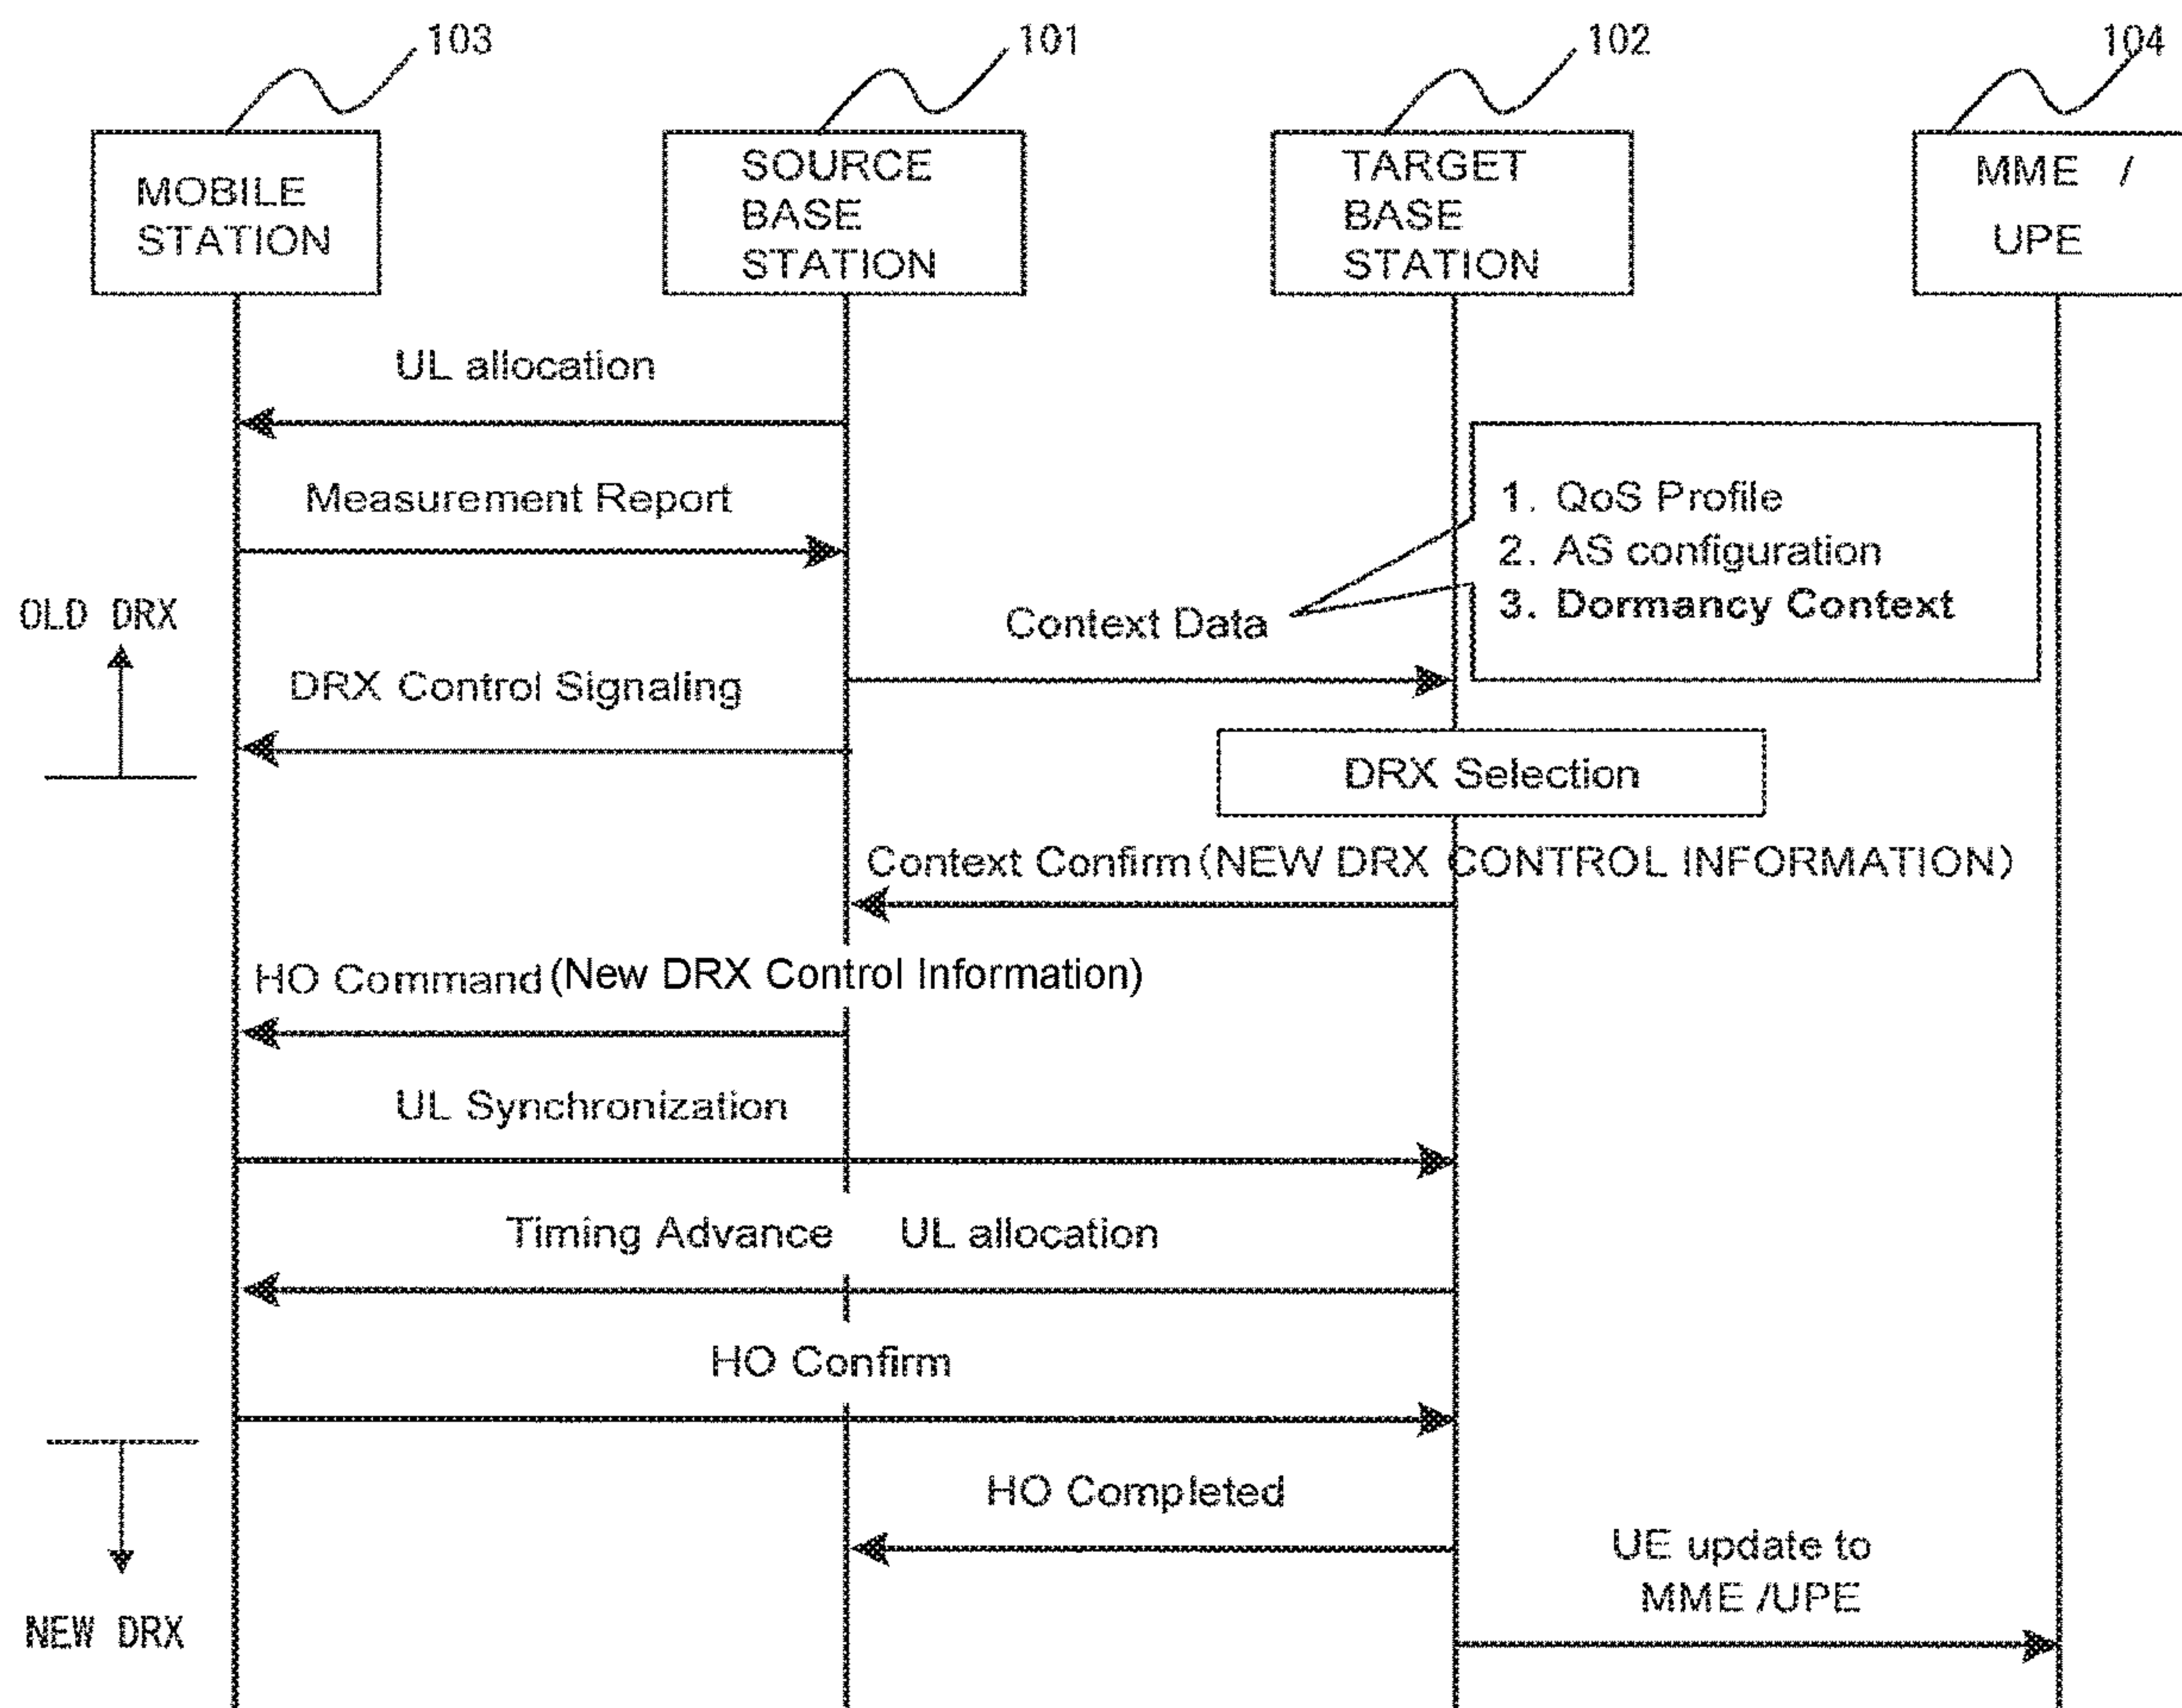 103
101
102
104
MOBILE
STATION
SOURCE
BASE
STATION
TARGET
BASE
STATION
MME /
UPE
UL allocation
Measurement Report
1. QoS Profile
2. AS configuration
3. Dormancy Context
OLD DRX
Context Data
DRX Control Signaling
DRX Selection
Context Confirm (NEW DRX CONTROL INFORMATION)
HO Command (New DRX Control Information)
UL Synchronization
Timing Advance UL allocation
HO Confirm
HO Completed
UE update to
MME /UPE
NEW DRX